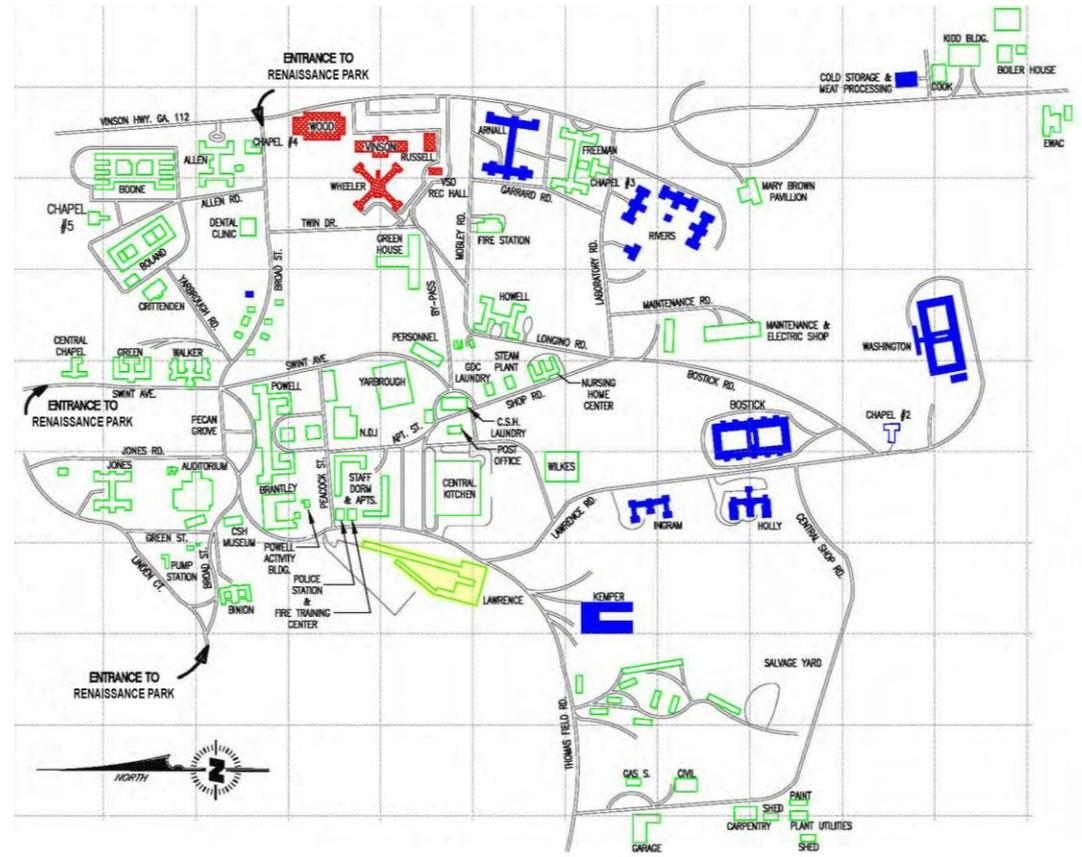 KIDD BLDG.
ENTRANCE TO
RENAISSANCE PARK
COLD STORAGE &
MEAT PROCESSING
BOILER HOUSE
COOK
VINSON HWY. GA. 112
WOOD
CHAPEL #4
ARNALL
EWAC
VINSON
RUSSELL
FREEMAN
ALLEN
BOONE
WHEELER
VSD
REC HALL
GARRARD RD.
CHAPEL #3
MARY BROWN
PAVILION
ALLEN RD.
CHAPEL
#5
DENTAL
CLINIC
TWIN DR.
MOBLEY RD.
FIRE STATION
RIVERS
GREEN
HOUSE
BOLAND
BROAD ST.
LABORATORY RD.
CRITTENDEN
YARBROUGH RD.
BY-PASS
HOWELL
MAINTENANCE RD.
MAINTENANCE &
ELECTRIC SHOP
WASHINGTON
CENTRAL
CHAPEL
GREEN
WALKER
PERSONNEL
LONGINO RD.
SWINT AVE.
GDC
LAUNDRY
STEAM
PLANT
BOSTICK RD.
SWINT AVE.
POWELL
YARBROUGH
SHOP RD.
NURSING
HOME
CENTER
ENTRANCE TO
RENAISSANCE PARK
PECAN
GROVE
N.D.I
APT. ST.
C.S.H.
LAUNDRY
BOSTICK
CHAPEL #2
JONES RD.
POST
OFFICE
JONES
AUDITORIUM
PEACOCK ST.
STAFF
DORM
& APTS.
CENTRAL
KITCHEN
WILKES
BRANTLEY
LAWRENCE RD.
INGRAM
HOLLY
CENTRAL SHOP RD.
GREEN ST.
CSH
MUSEUM
POWELL
ACTIVITY
BLDG.
PUMP
STATION
BROAD ST.
LINDEN CT.
POLICE
STATION
&
FIRE TRAINING
CENTER
BINION
LAWRENCE
KEMPER
ENTRANCE TO
RENAISSANCE PARK
SALVAGE YARD
THOMAS FIELD RD.
NORTH
N
GAS S.
CIVIL
PAINT
SHED
CARPENTRY
PLANT UTILITIES
GARAGE
SHED